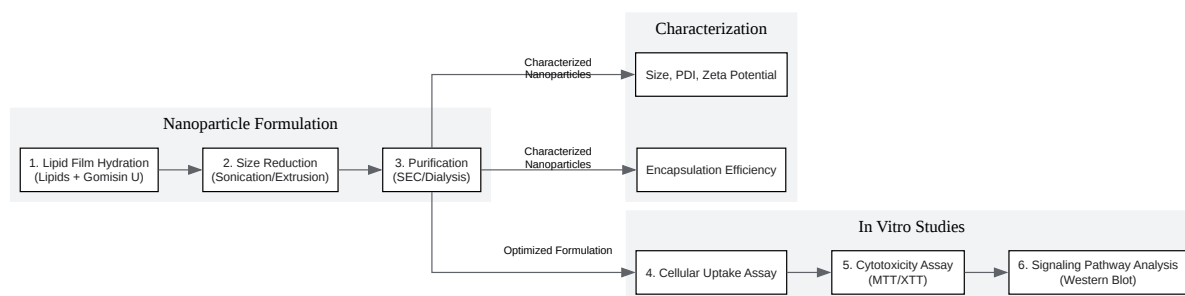 Characterization
Characterized
Nanoparticles
Size, PDI, Zeta Potential
Nanoparticle Formulation
1. Lipid Film Hydration
(Lipids + Gomisin U)
2. Size Reduction
(Sonication/Extrusion)
3. Purification
(SEC/Dialysis)
Characterized
Nanoparticles
Encapsulation Efficiency
In Vitro Studies
Optimized Formulation
4. Cellular Uptake Assay
5. Cytotoxicity Assay
(MTT/XTT)
6. Signaling Pathway Analysis
(Western Blot)